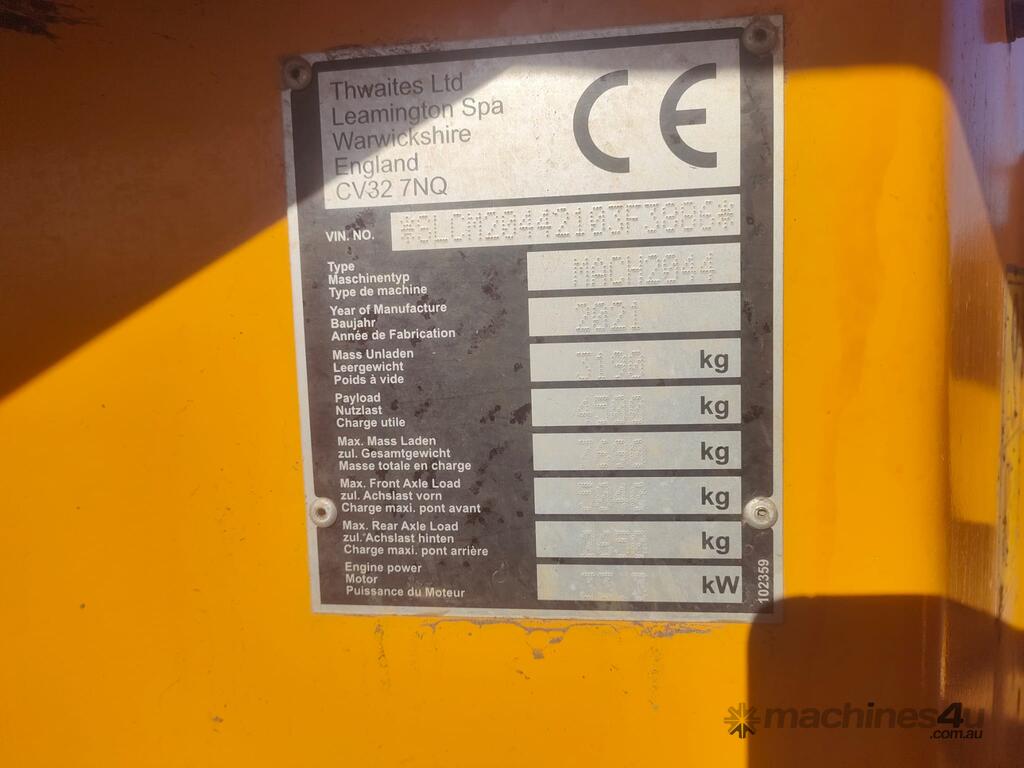 Thwaites Ltd
Leamington Spa
Warwickshire
England
CV32 7NQ
CE
VIN. NO.
Type
Maschinentyp
Type de machine
MACH2044
Year of Manufacture
Baujahr
Année de Fabrication
2021
Mass Unladen
Leergewicht
Poids à vide
kg
Payload
Nutzlast
Charge utile
kg
Max. Mass Laden
zul. Gesamtgewicht
Masse totale en charge
kg
Max. Front Axle Load
zul. Achslast vorn
Charge maxi. pont avant
kg
Max. Rear Axle Load
zul. Achslast hinten
Charge maxi. pont arrière
kg
Engine power
Motor
Puissance du Moteur
kW
102359
machines4u
.com.au